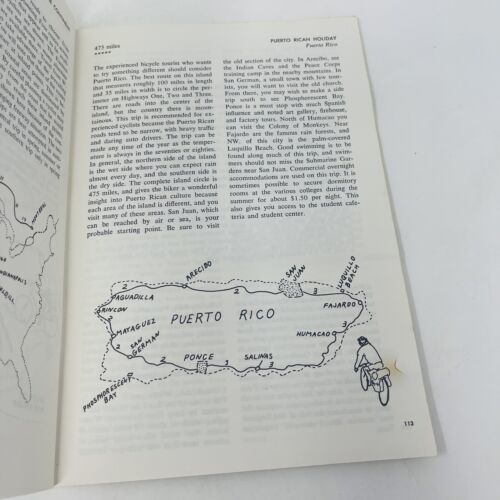 475 miles
*****
PUERTO RICAN HOLIDAY
Puerto Rico
The experienced bicycle tourist who wants
to try something different should consider
Puerto Rico. The best route on this island
that measures roughly 100 miles in length
and 35 miles in width is to circle the per-
imeter on Highways One, Two and Three.
There are roads into the center of the
island, but the country there is moun-
tainous. This trip is recommended for ex-
perienced cyclists because the Puerto Rican
roads tend to be narrow, with heavy traffic
and daring auto drivers. The trip can be
made any time of the year as the temper-
ature is always in the seventies or eighties.
In general, the northern side of the island
is the wet side where you can expect rain
almost every day, and the southern side is
the dry side. The complete island circle is
475 miles, and gives the biker a wonderful
insight into Puerto Rican culture because
each area of the island is different, and you
visit many of these areas. San Juan, which
can be reached by air or sea, is your
probable starting point. Be sure to visit
the old section of the city. In Arecibo, see
the Indian Caves and the Peace Corps
training camp in the nearby mountains. In
San German, a small town with few tour-
ists, you will want to visit the old church.
From there, you may wish to make a side
trip south to see Phosphorescent Bay.
Ponce is a must stop with much Spanish
influence and noted art gallery, firehouse,
and factory tours. North of Humacao you
can visit the Colony of Monkeys. Near
Fajardo are the famous rain forests, and
NW. of this city is the palm-covered
Luquillo Beach. Good swimming is to be
found along much of this trip, and swim-
mers should not miss the Submarine Gar-
dens near San Juan. Commercial overnight
accommodations are used on this trip. It is
sometimes possible to secure dormitory
rooms at the various colleges during the
summer for about $1.50 per night. This
also gives you access to the student cafe-
teria and student center.
ARECIBO
SAN JUAN
LUQUILLO BEACH
2
2
3
AGUADILLA
RINCON
FAJARDO
PUERTO RICO
MAYAGUEZ
HUMACAO
3
2
SAN GERMAN
2
PONCE
1
SALINAS
3
PHOSPHORESCENT BAY
113